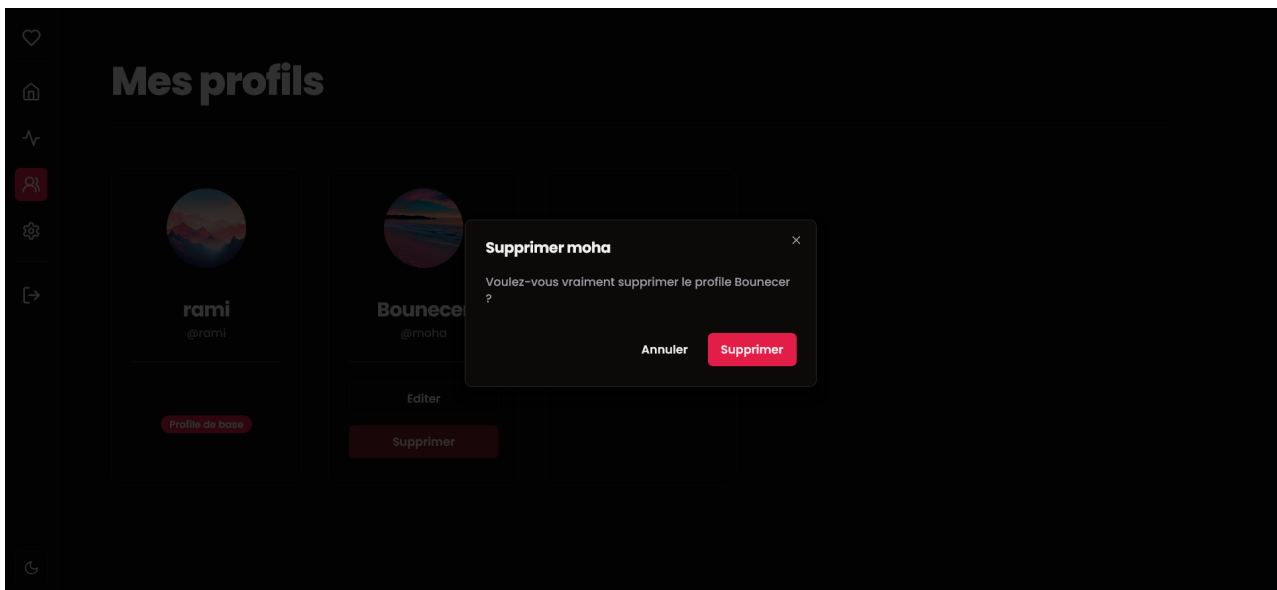 Mes profils
rami
@rami
Profile de base
Bounecer
@moha
Editer
Supprimer
Supprimer moha
Voulez-vous vraiment supprimer le profile Bounecer
?
Annuler
Supprimer